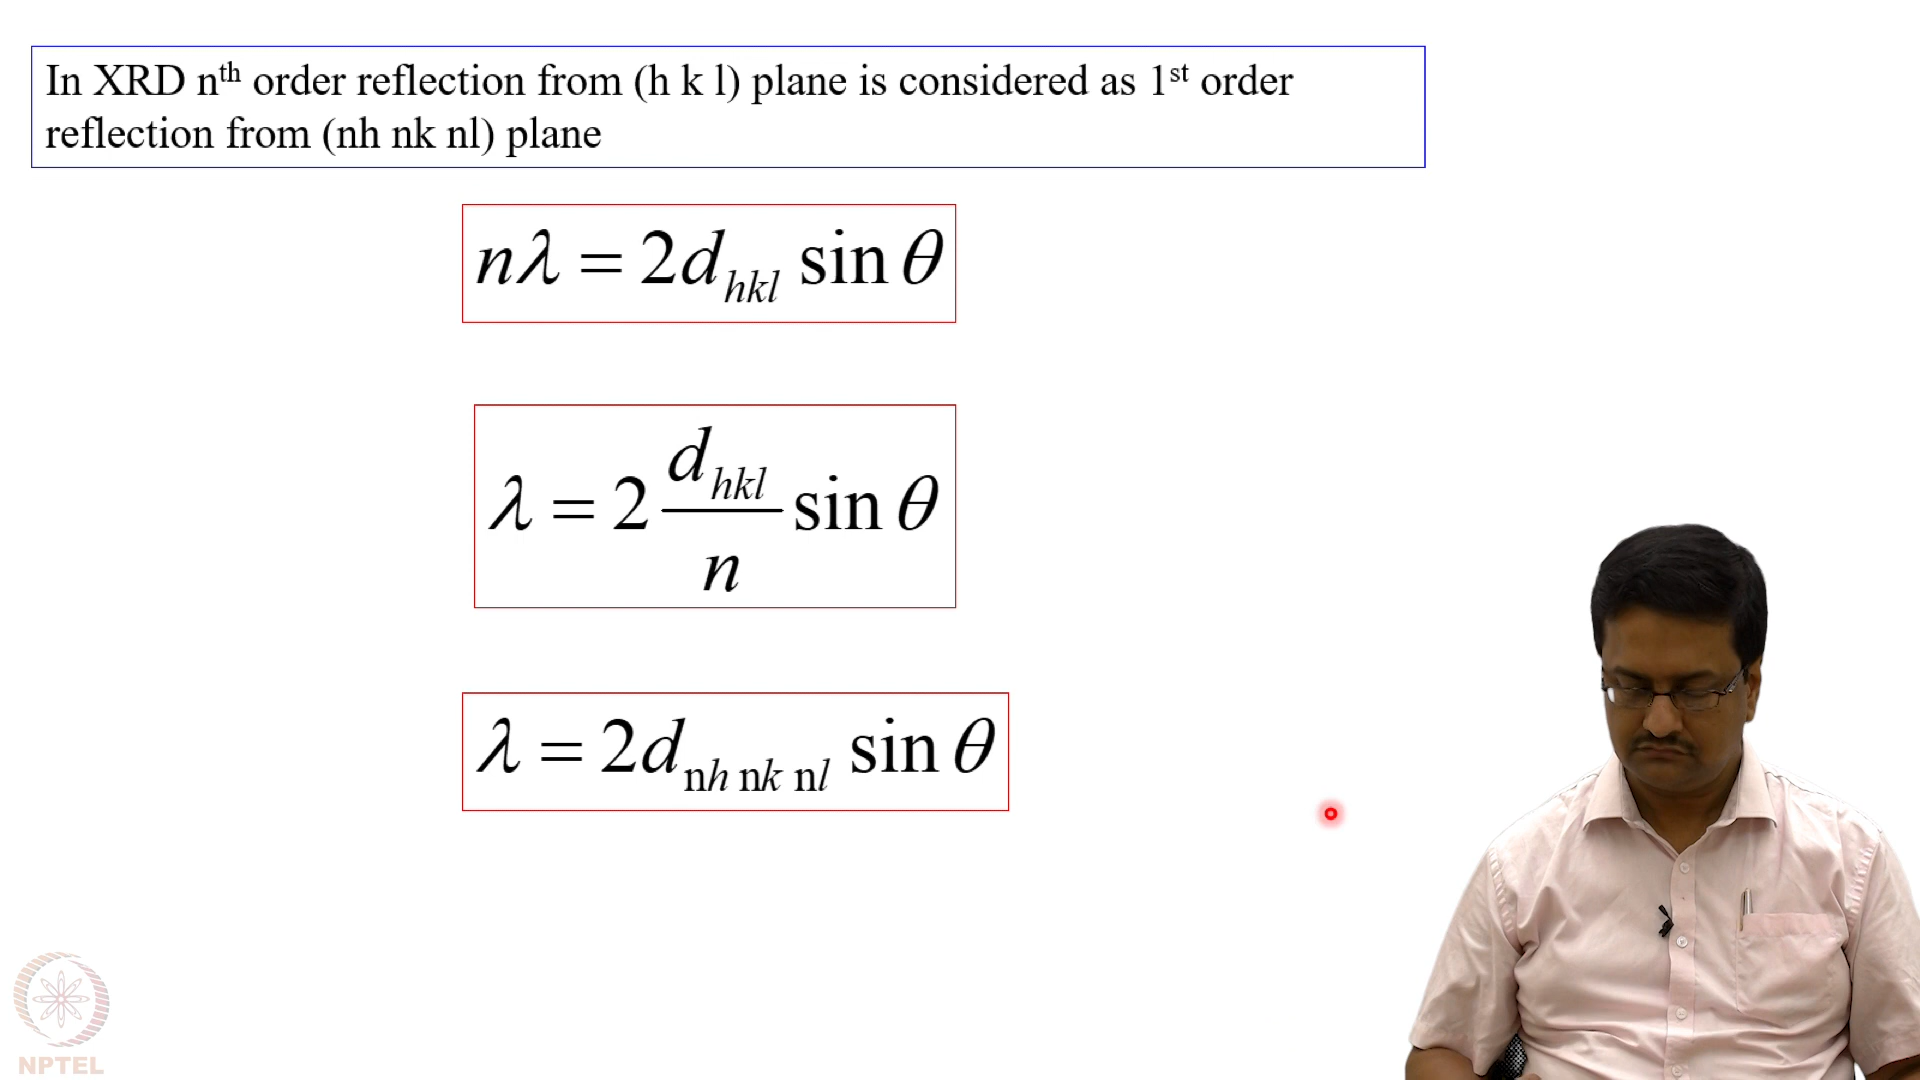 In XRD nth order reflection from (h k l) plane is considered as 1st order
reflection from (nh nk nl) plane
nλ = 2d_hkl sin θ
λ = 2 d_hkl / n sin θ
λ = 2d_nh nk nl sin θ
NPTEL